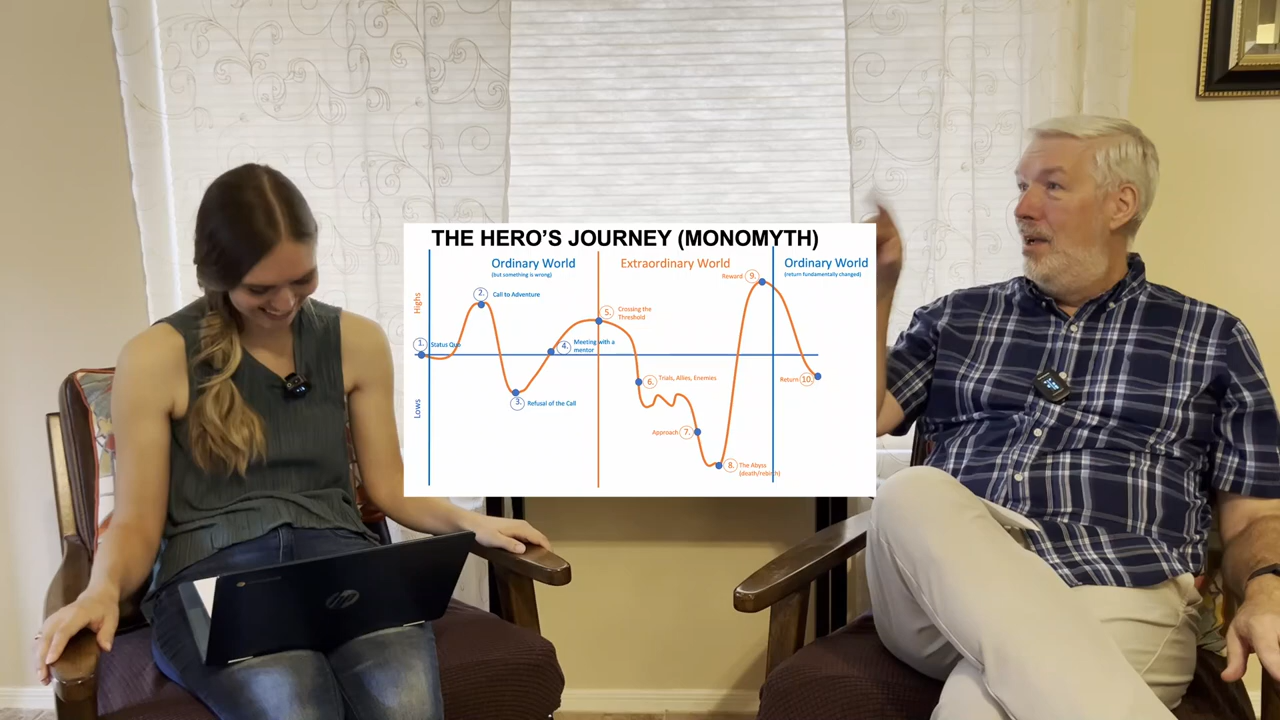 THE HERO'S JOURNEY (MONOMYTH)
Ordinary World
(but something is wrong)
Extraordinary World
Ordinary World
(return fundamentally changed)
Highs
Lows
1.
Status Quo
2.
Call to Adventure
3.
Refusal of the Call
4.
Meeting with a
mentor
5.
Crossing the
Threshold
6.
Trials, Allies, Enemies
Approach 7.
8.
The Abyss
(death/rebirth)
Reward 9.
Return 10.
hp